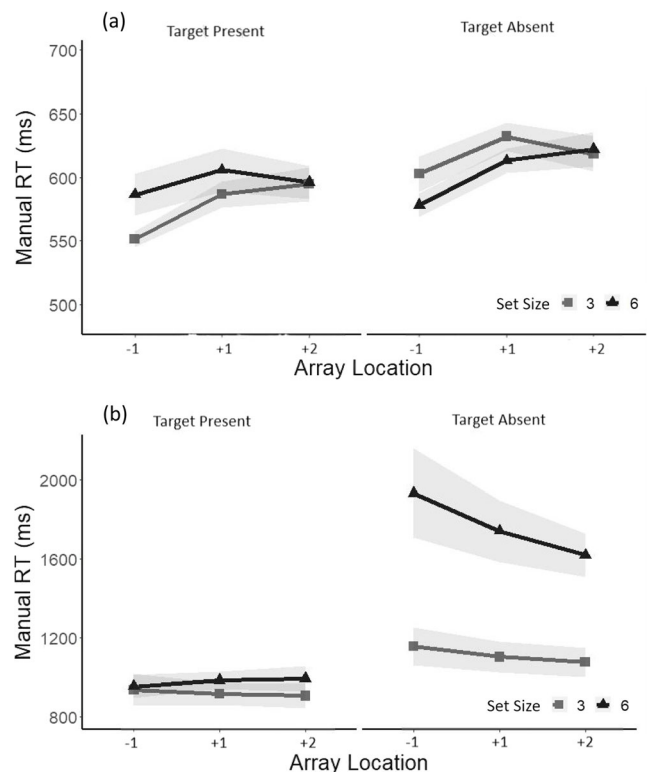 (a)
Target Present Target Absent
700
650
600
550
500
Manual RT (ms)
Set Size 3 6
-1 +1 +2 -1 +1 +2
Array Location
(b)
Target Present Target Absent
2000
1600
1200
800
Manual RT (ms)
Set Size 3 6
-1 +1 +2 -1 +1 +2
Array Location